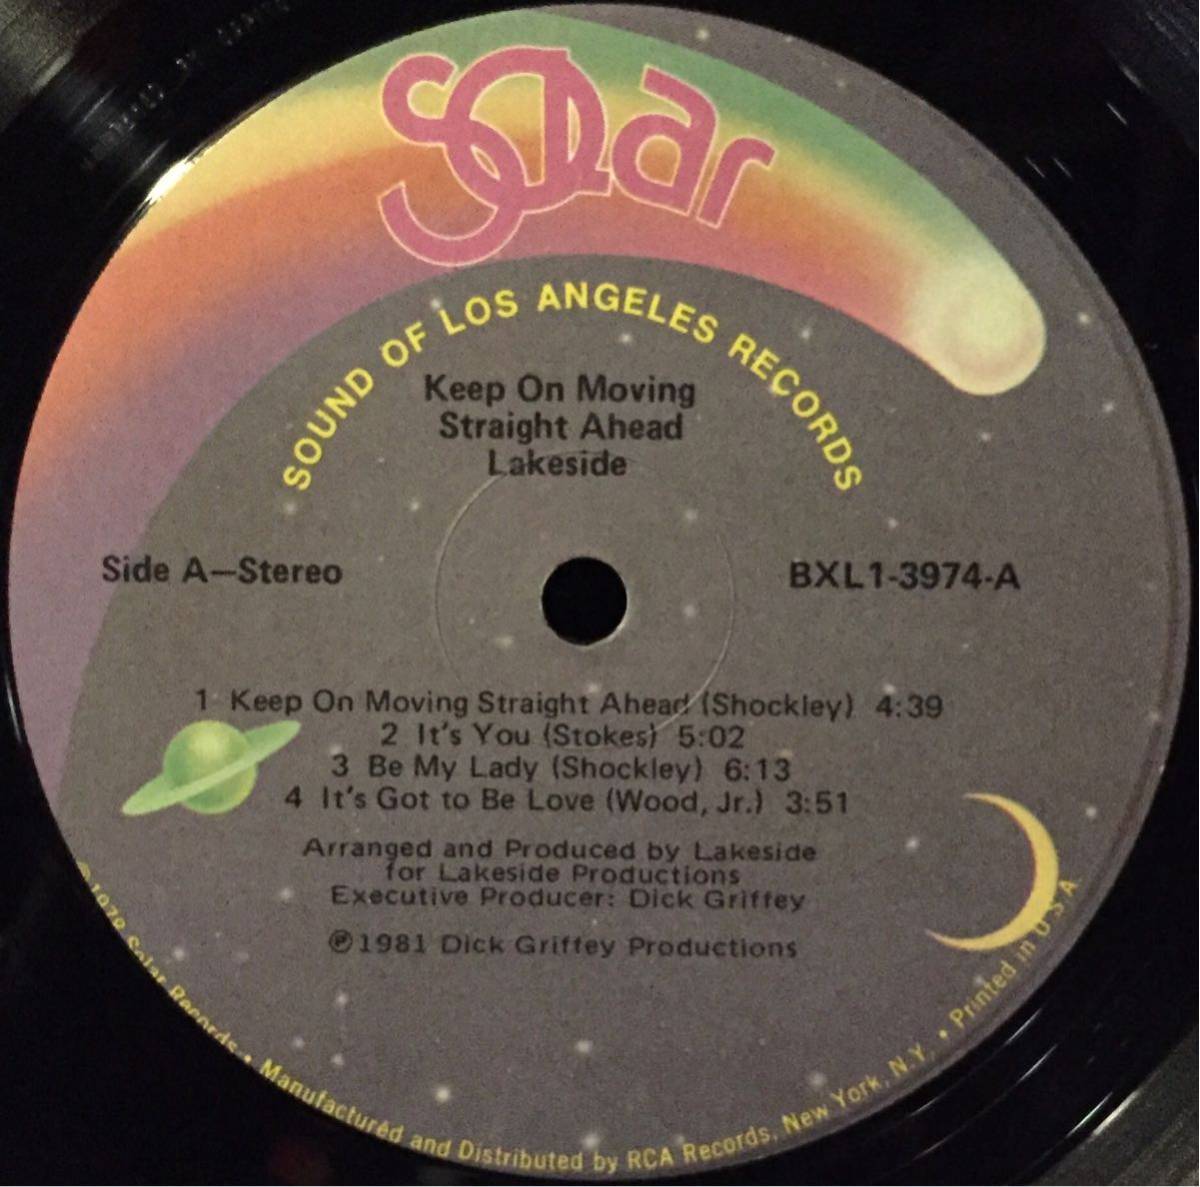 Solar
SOUND OF LOS ANGELES RECORDS
Keep On Moving
Straight Ahead
Lakeside
Side A—Stereo
BXL1-3974-A
1 Keep On Moving Straight Ahead (Shockley) 4:39
2 It's You (Stokes) 5:02
3 Be My Lady (Shockley) 6:13
4 It's Got to Be Love (Wood, Jr.) 3:51
Arranged and Produced by Lakeside
for Lakeside Productions
Executive Producer: Dick Griffey
℗1981 Dick Griffey Productions
©1978 Solar Records • Manufactured and Distributed by RCA Records, New York, N.Y. • Printed in U.S.A.